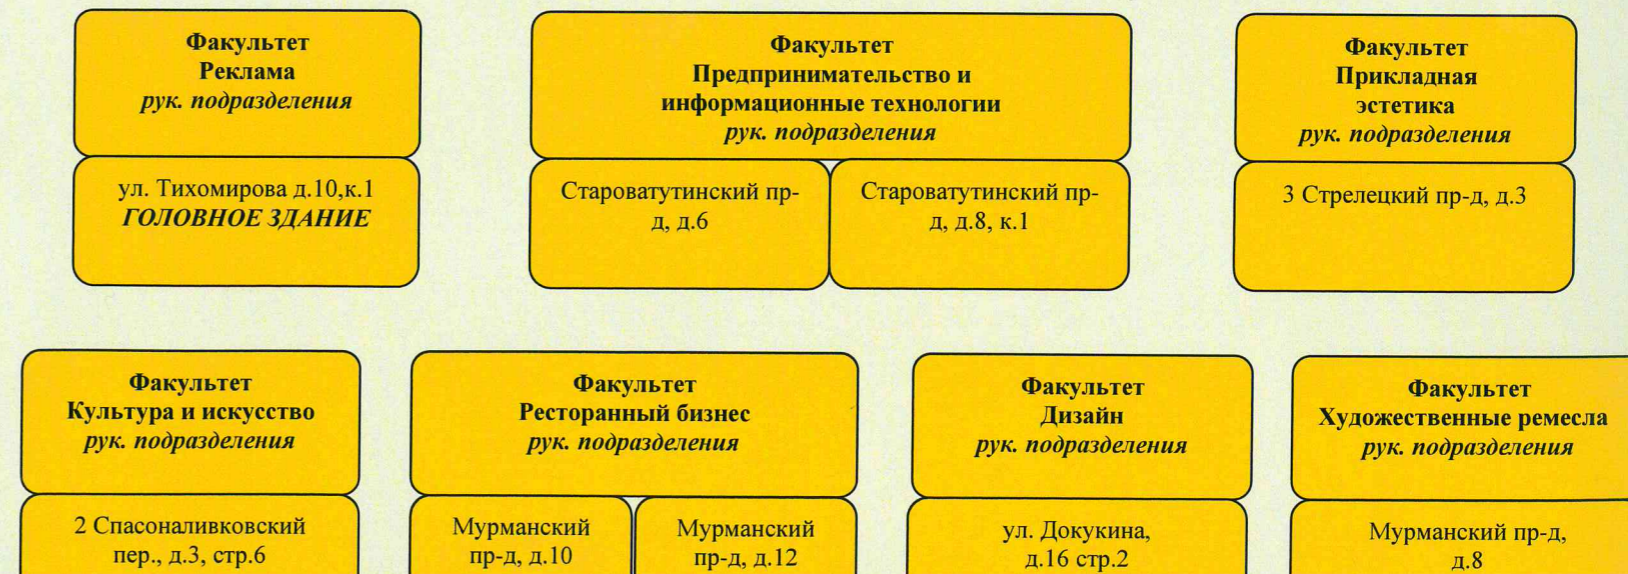 Факультет
Реклама
рук. подразделения
ул. Тихомирова д.10,к.1
ГОЛОВНОЕ ЗДАНИЕ
Факультет
Предпринимательство и
информационные технологии
рук. подразделения
Староватутинский пр-
д, д.6
Староватутинский пр-
д, д.8, к.1
Факультет
Прикладная
эстетика
рук. подразделения
3 Стрелецкий пр-д, д.3
Факультет
Культура и искусство
рук. подразделения
2 Спасоналивковский
пер., д.3, стр.6
Факультет
Ресторанный бизнес
рук. подразделения
Мурманский
пр-д, д.10
Мурманский
пр-д, д.12
Факультет
Дизайн
рук. подразделения
ул. Докукина,
д.16 стр.2
Факультет
Художественные ремесла
рук. подразделения
Мурманский пр-д,
д.8